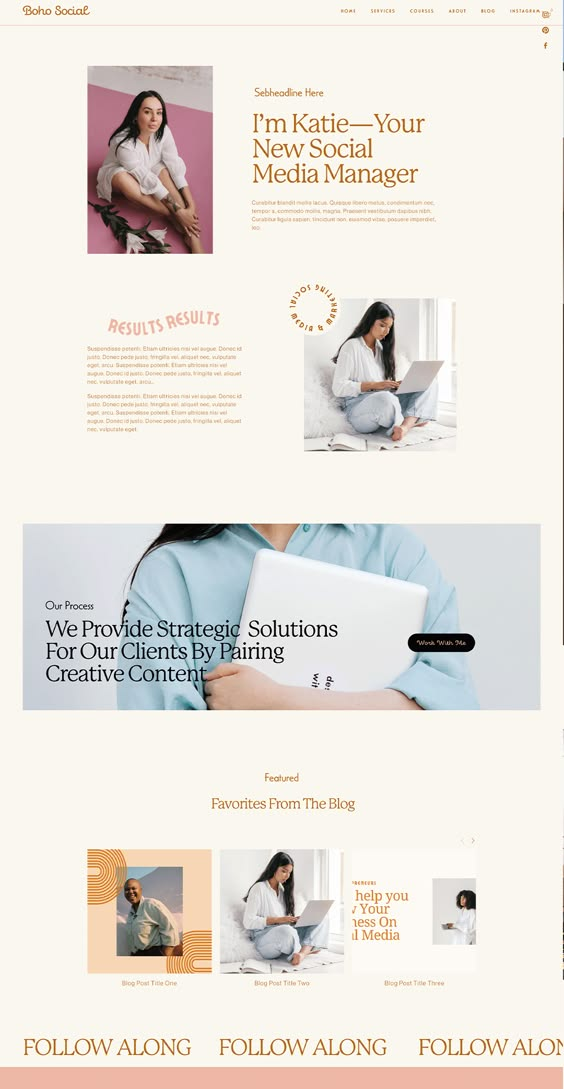 Boho Social
HOME SERVICES COURSES ABOUT BLOG INSTAGRAM
Sebheadline Here
I'm Katie—Your
New Social
Media Manager
Curabitur blandit mollis lacus. Quisque libero metus, condimentum nec,
tempor a, commodo mollis, magna. Praesent vestibulum dapibus nibh.
Curabitur ligula sapien, tincidunt non, euismod vitae, posuere imperdiet,
leo.
SOCIAL MEDIA & MARKETING
RESULTS RESULTS
Suspendisse potenti. Etiam ultricies nisi vel augue. Donec id
justo. Donec pede justo, fringilla vel, aliquet nec, vulputate
eget, arcu. Suspendisse potenti. Etiam ultricies nisi vel
augue. Donec id justo. Donec pede justo, fringilla vel, aliquet
nec, vulputate eget, arcu.
Suspendisse potenti. Etiam ultricies nisi vel augue. Donec id
justo. Donec pede justo, fringilla vel, aliquet nec, vulputate
eget, arcu. Suspendisse potenti. Etiam ultricies nisi vel
augue. Donec id justo. Donec pede justo, fringilla vel, aliquet
nec, vulputate eget
Our Process
We Provide Strategic Solutions
For Our Clients By Pairing
Creative Content
Work With Me
des
wit
Featured
Favorites From The Blog
PRENEURS
help you
Your
ness On
l Media
Blog Post Title One
Blog Post Title Two
Blog Post Title Three
FOLLOW ALONG FOLLOW ALONG FOLLOW ALON